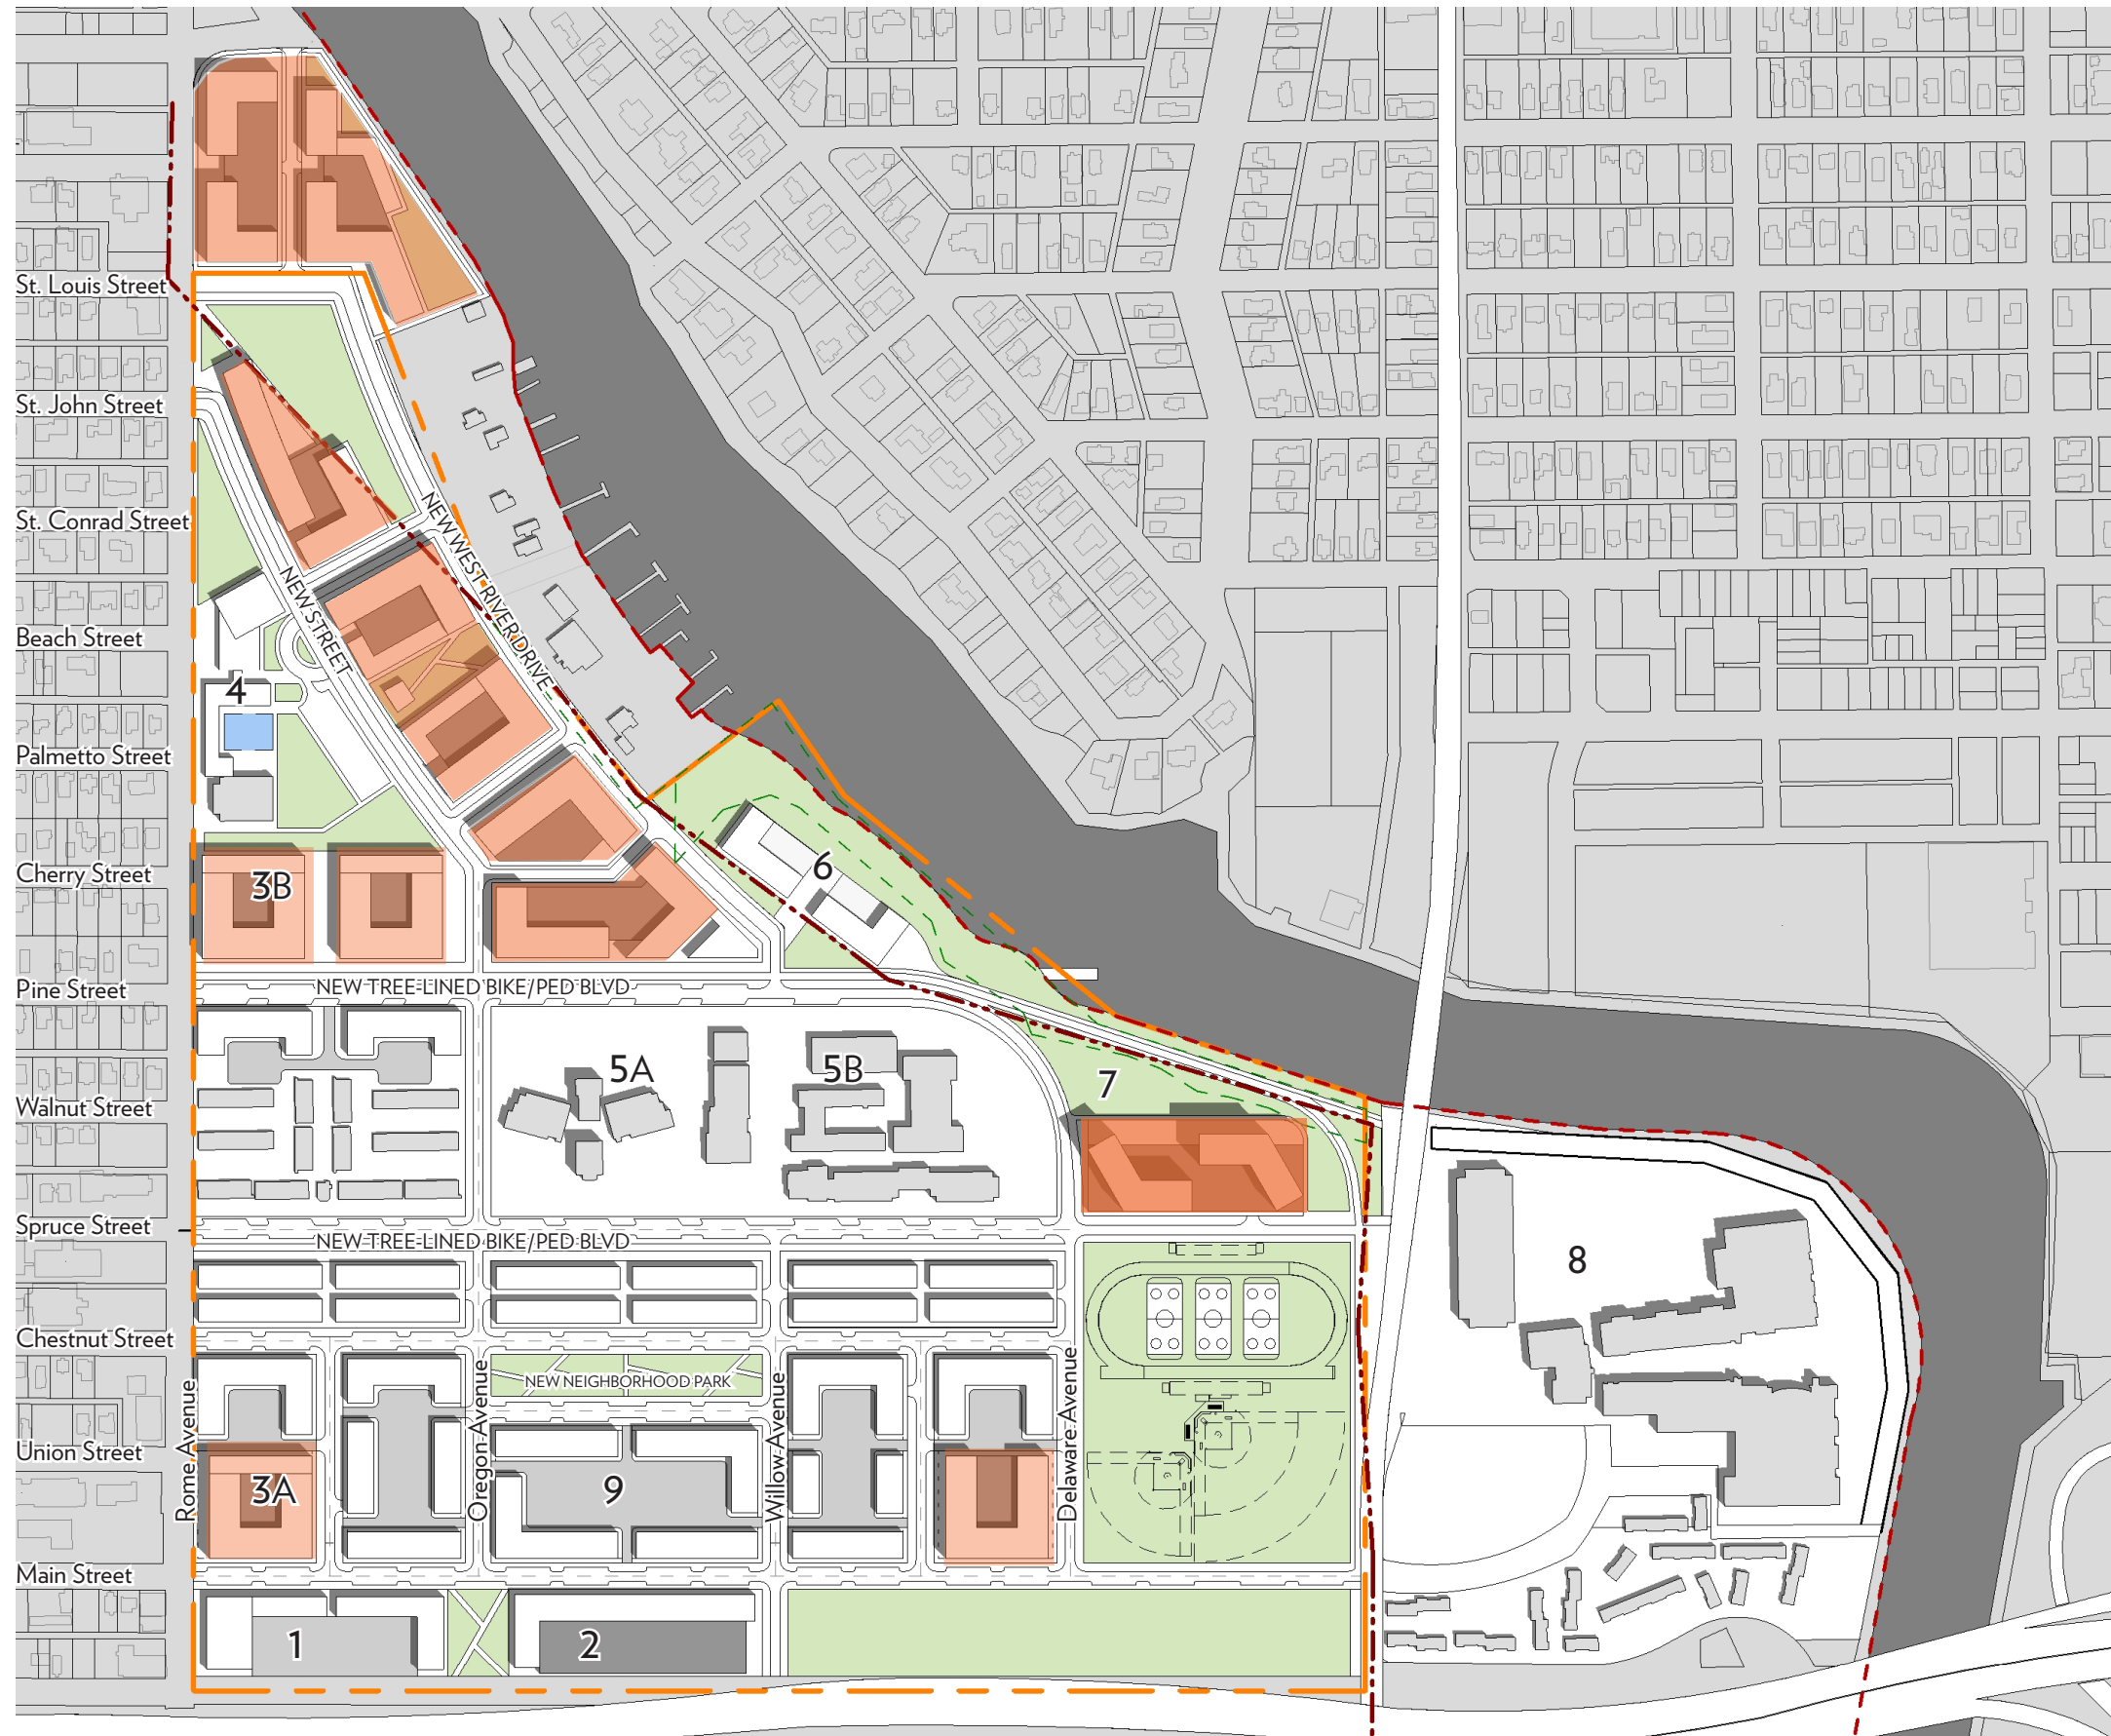 St. Louis Street
St. John Street
NEW WEST RIVER DRIVE
St. Conrad Street
NEW STREET
Beach Street
4
Palmetto Street
6
Cherry Street
3B
Pine Street
NEW TREE-LINED BIKE/PED BLVD
5A
5B
7
Walnut Street
Spruce Street
NEW TREE-LINED BIKE/PED BLVD
8
Chestnut Street
NEW NEIGHBORHOOD PARK
Rome Avenue
Oregon Avenue
Willow Avenue
Delaware Avenue
Union Street
3A
9
Main Street
1
2